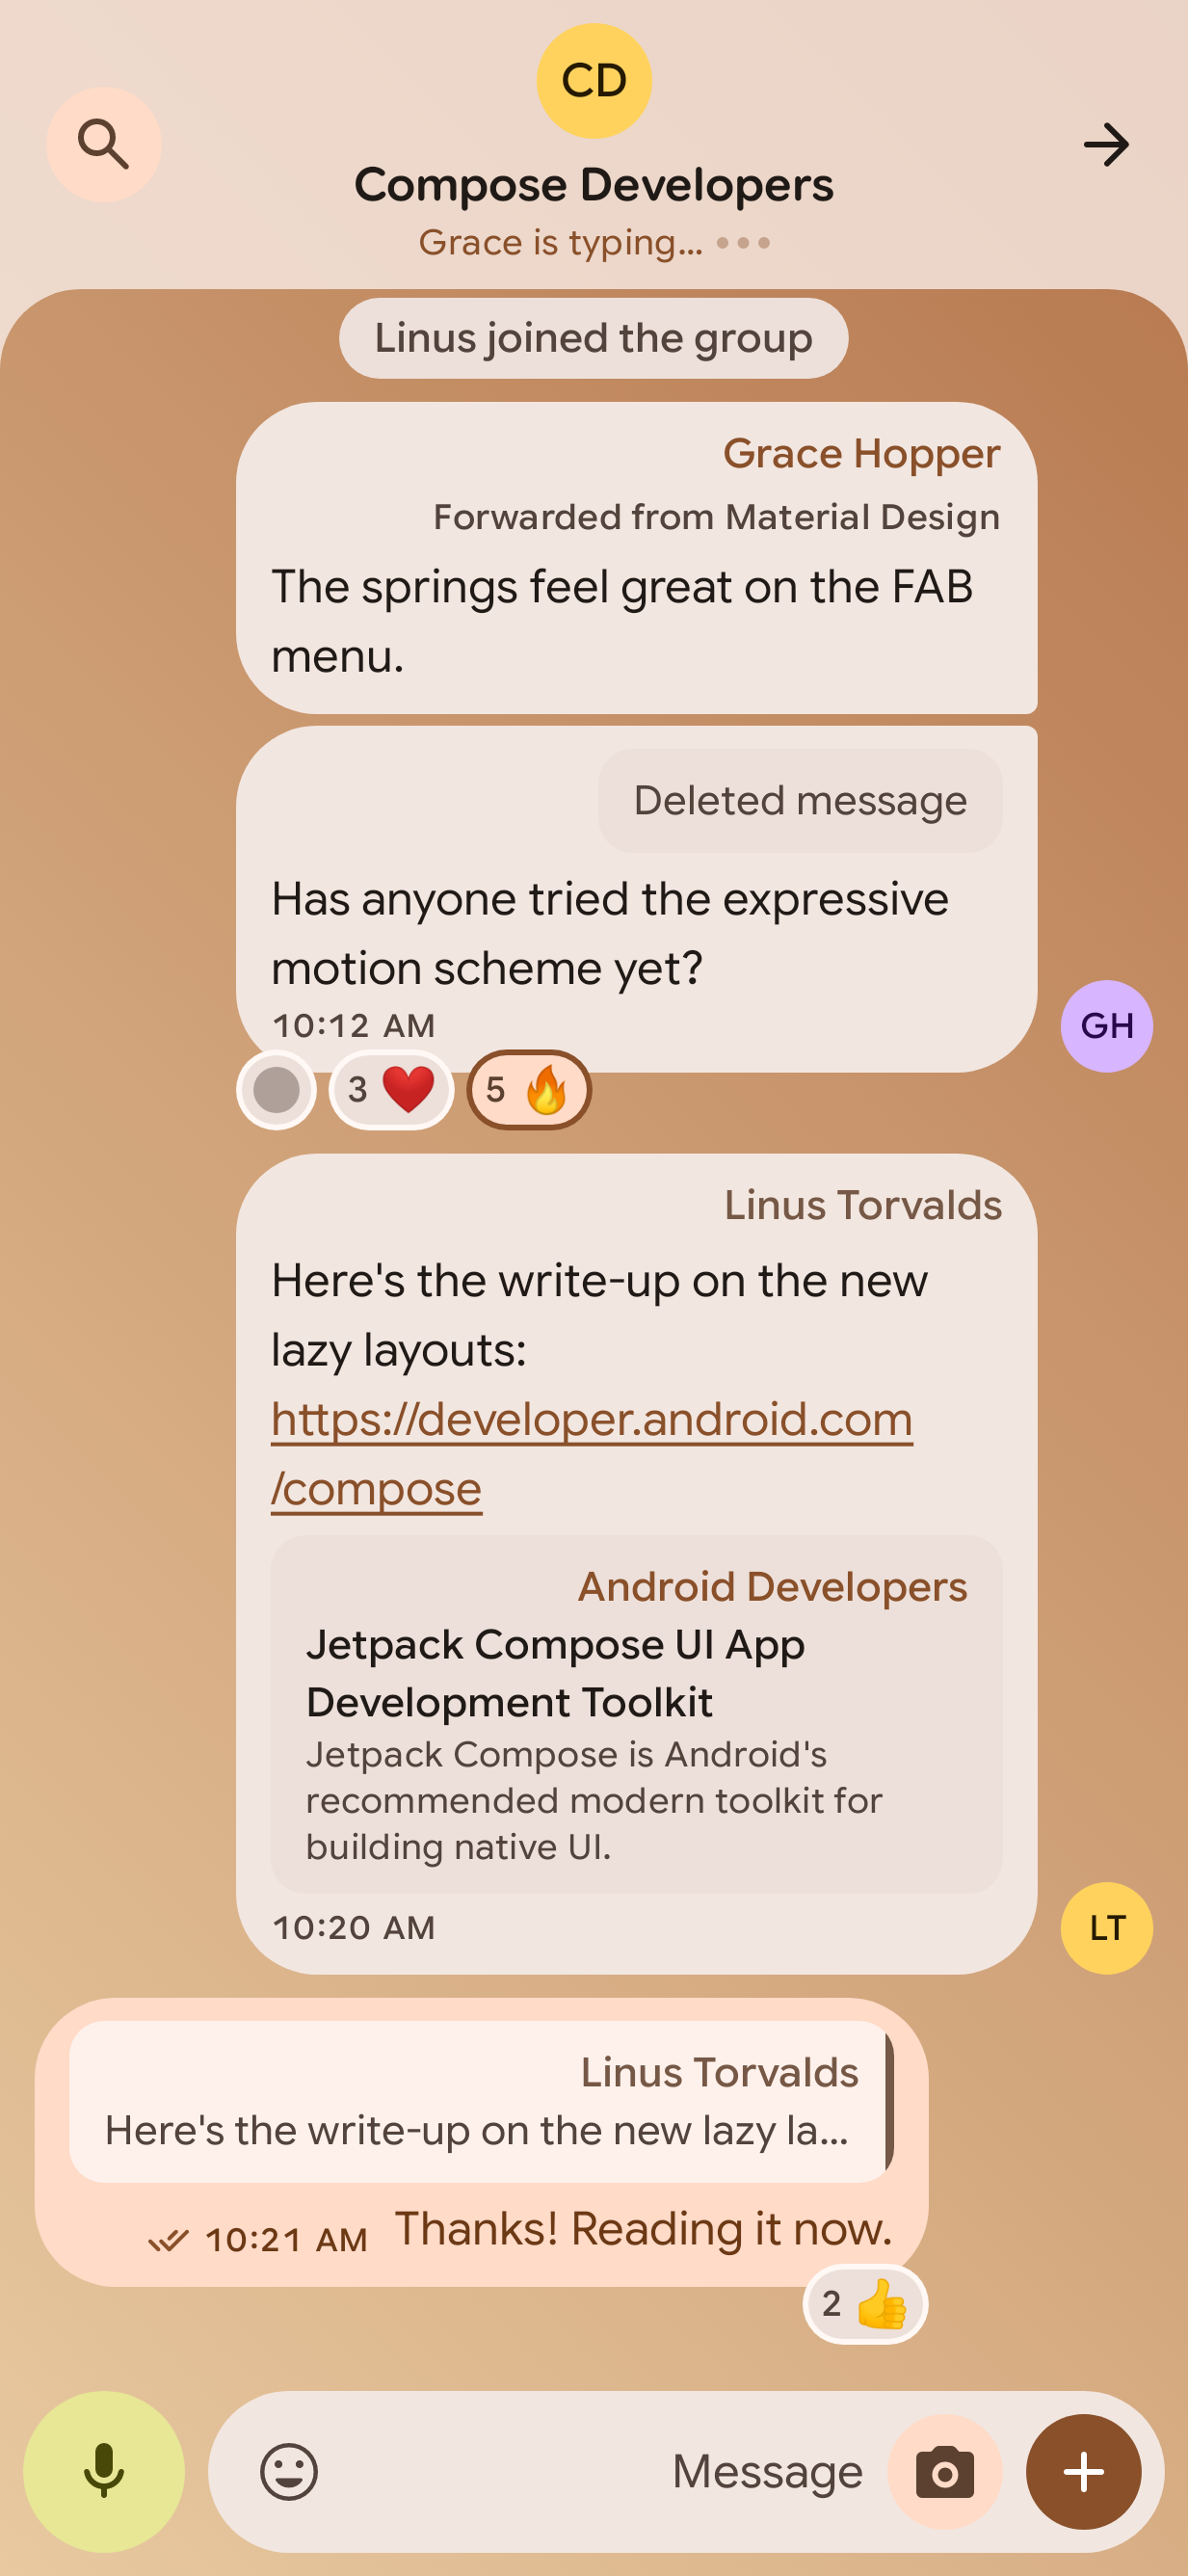 CD
Compose Developers
Grace is typing...
Linus joined the group
Grace Hopper
Forwarded from Material Design
The springs feel great on the FAB
menu.
Deleted message
Has anyone tried the expressive
motion scheme yet?
10:12 AM
GH
3 ❤️
5 🔥
Linus Torvalds
Here's the write-up on the new
lazy layouts:
https://developer.android.com
/compose
Android Developers
Jetpack Compose UI App
Development Toolkit
Jetpack Compose is Android's
recommended modern toolkit for
building native UI.
10:20 AM
LT
Linus Torvalds
Here's the write-up on the new lazy la...
Thanks! Reading it now.
10:21 AM
2 👍
Message